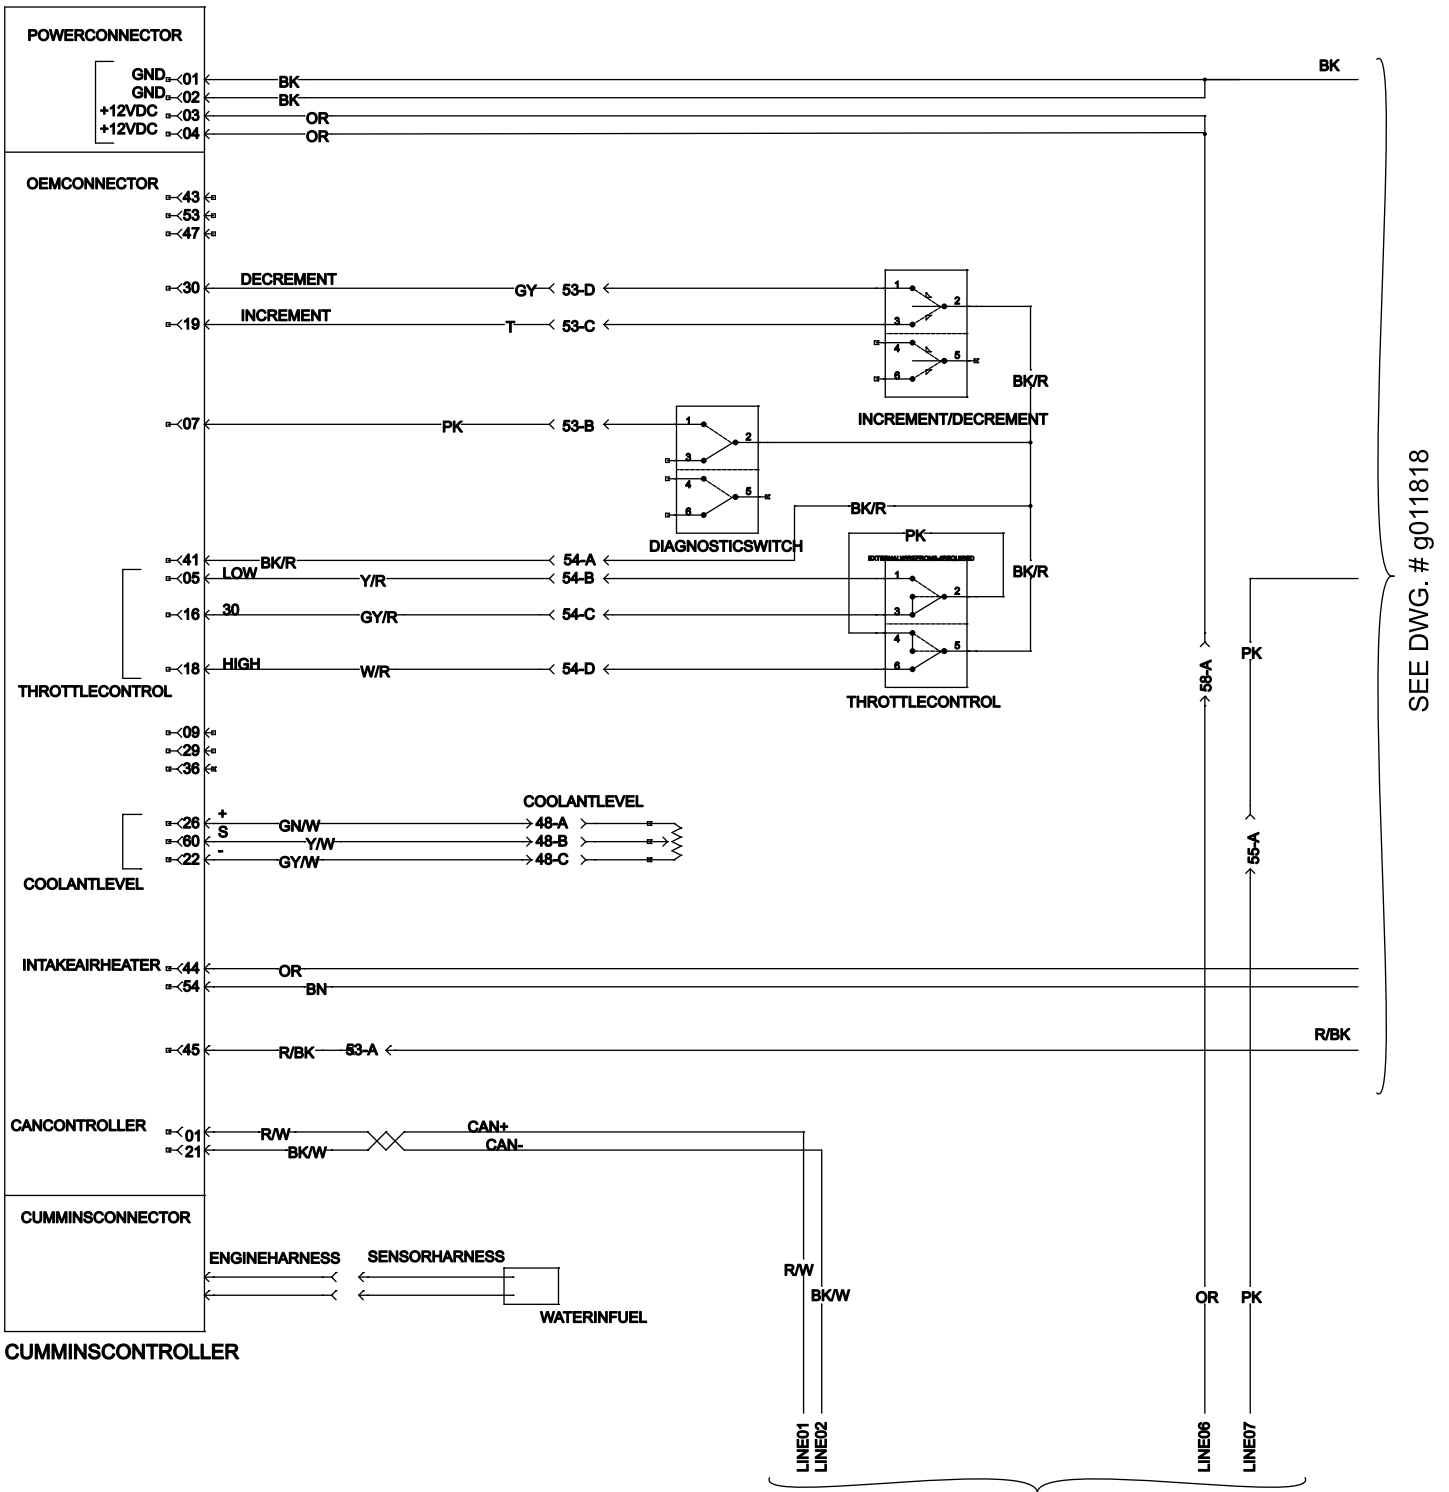 POWERCONNECTOR
GND 01 BK BK
GND 02 BK
+12VDC 03 OR
+12VDC 04 OR
OEMCONNECTOR
43
53
47
30 DECREMENT GY 53-D 1 2
19 INCREMENT T 53-C 3
4 5
6
BK/R
INCREMENT/DECREMENT
07 PK 53-B 1 2
3
4 5
6
DIAGNOSTICSWITCH
BK/R
PK
41 BK/R 54-A
05 LOW Y/R 54-B 1 2
BK/R
16 30 GY/R 54-C 3
4 5
18 HIGH W/R 54-D 6
THROTTLECONTROL
THROTTLECONTROL
58-A
PK
09
29
36
COOLANTLEVEL
26 + GN/W 48-A
60 S Y/W 48-B
22 - GY/W 48-C
COOLANTLEVEL
55-A
INTAKEAIRHEATER 44 OR
54 BN
45 R/BK 53-A R/BK
CANCONTROLLER 01 R/W CAN+
21 BK/W CAN-
CUMMINSCONNECTOR
ENGINEHARNESS SENSORHARNESS
WATERINFUEL
R/W
BK/W
OR PK
CUMMINSCONTROLLER
LINE01
LINE02
LINE06
LINE07
SEE DWG. # g011818